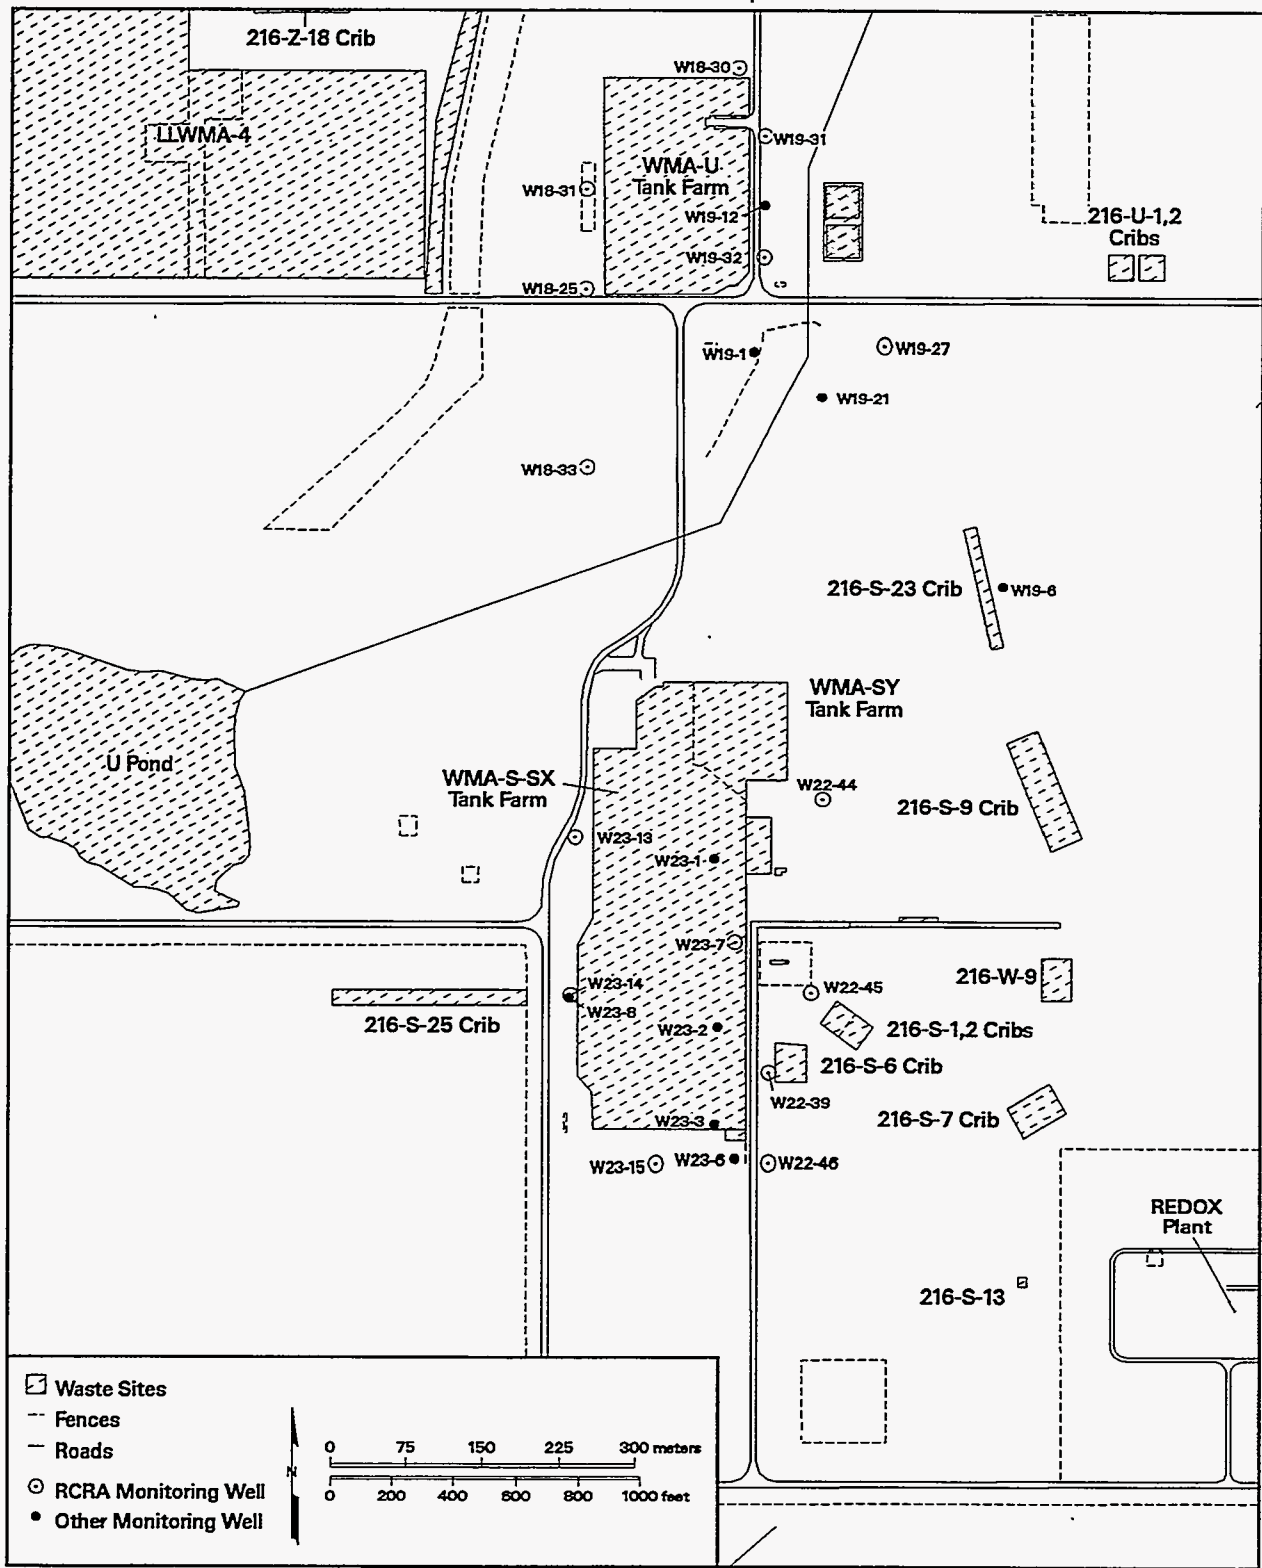 216-Z-18 Crib
W18-30
LLWMA-4
W19-31
WMA-U
Tank Farm
W18-31
W19-12
216-U-1,2
Cribs
W19-32
W18-25
W19-1
W19-27
W19-21
W18-33
216-S-23 Crib
W19-6
WMA-SY
Tank Farm
U Pond
WMA-S-SX
Tank Farm
W22-44
216-S-9 Crib
W23-13
W23-1
W23-7
216-W-9
W23-14
W22-45
W23-8
216-S-25 Crib
W23-2
216-S-1,2 Cribs
216-S-6 Crib
W22-39
W23-3
216-S-7 Crib
W23-15
W23-6
W22-46
REDOX
Plant
216-S-13
Waste Sites
Fences
Roads
RCRA Monitoring Well
Other Monitoring Well
N
0 75 150 225 300 meters
0 200 400 600 800 1000 feet